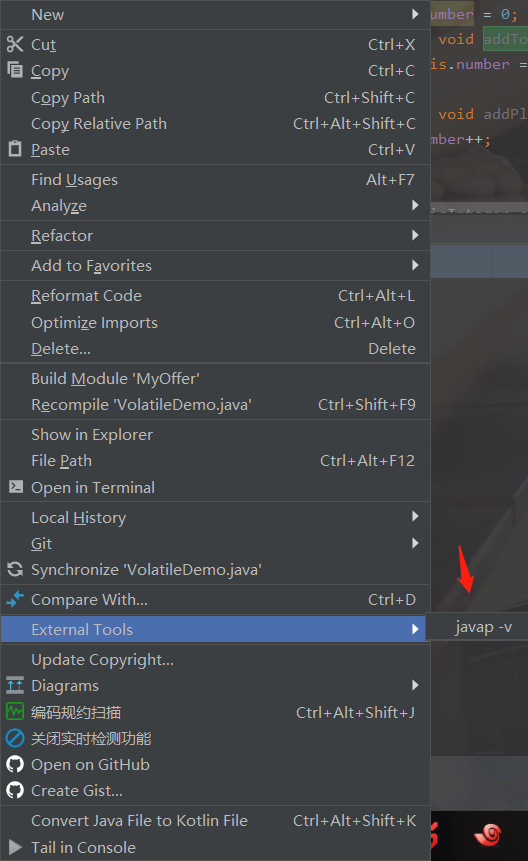 New
umber = 0;
Cut Ctrl+X
void addTo
Copy Ctrl+C
is.number =
Copy Path Ctrl+Shift+C
Copy Relative Path Ctrl+Alt+Shift+C
void addPl
Paste Ctrl+V
mber++;
Find Usages Alt+F7
Analyze
Refactor
Add to Favorites
Reformat Code Ctrl+Alt+L
Optimize Imports Ctrl+Alt+O
Delete... Delete
Build Module 'MyOffer'
Recompile 'VolatileDemo.java' Ctrl+Shift+F9
Show in Explorer
File Path Ctrl+Alt+F12
Open in Terminal
Local History
Git
Synchronize 'VolatileDemo.java'
Compare With... Ctrl+D
External Tools
javap -v
Update Copyright...
Diagrams
编码规约扫描 Ctrl+Alt+Shift+J
关闭实时检测功能
Open on GitHub
Create Gist...
Convert Java File to Kotlin File Ctrl+Alt+Shift+K
Tail in Console